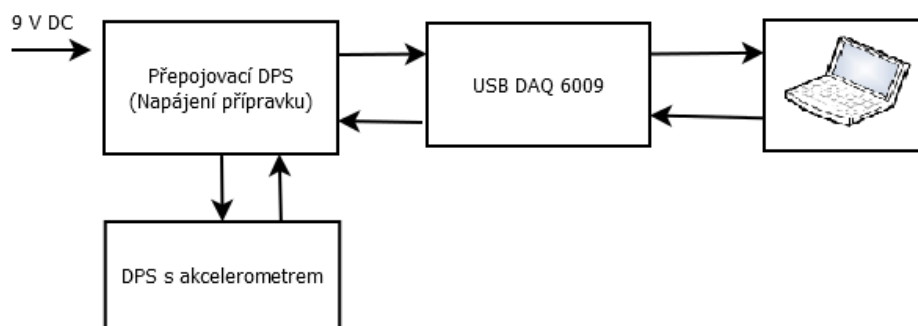 9 V DC
Přepojovací DPS
(Napájení přípravku)
USB DAQ 6009
DPS s akcelerometrem